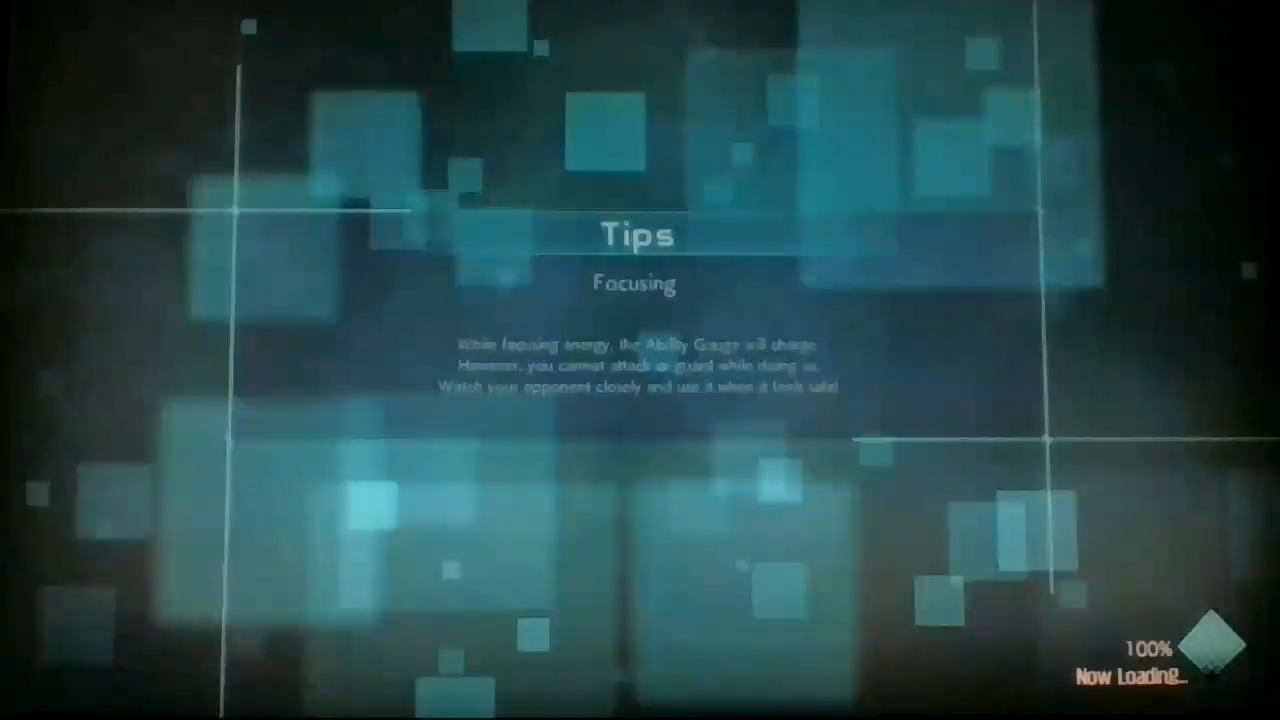 Tips
Focusing
While focusing energy, the Ability Gauge will charge.
However, you cannot attack or guard while doing so.
Watch your opponent closely and use it when it feels safe!
100%
Now Loading...